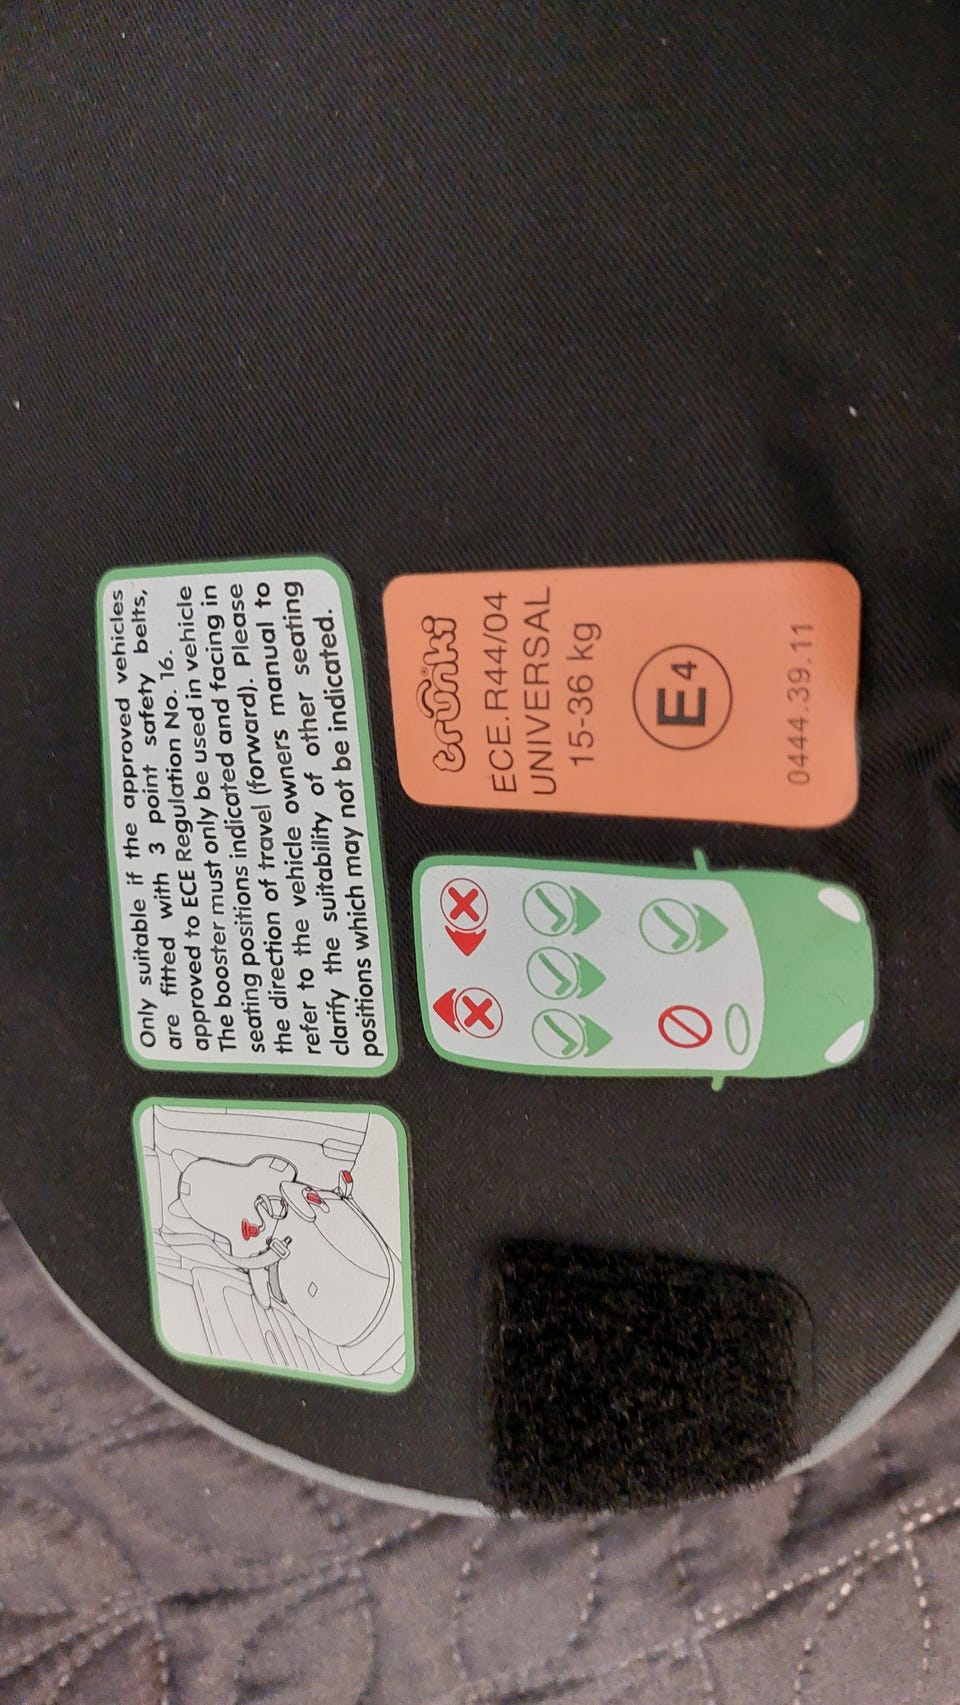 Only suitable if the approved vehicles
are fitted with 3 point safety belts,
approved to ECE Regulation No. 16.
The booster must only be used in vehicle
seating positions indicated and facing in
the direction of travel (forward). Please
refer to the vehicle owners manual to
clarify the suitability of other seating
positions which may not be indicated.
trunki
ECE.R44/04
UNIVERSAL
15-36 kg
E4
0444.39.11